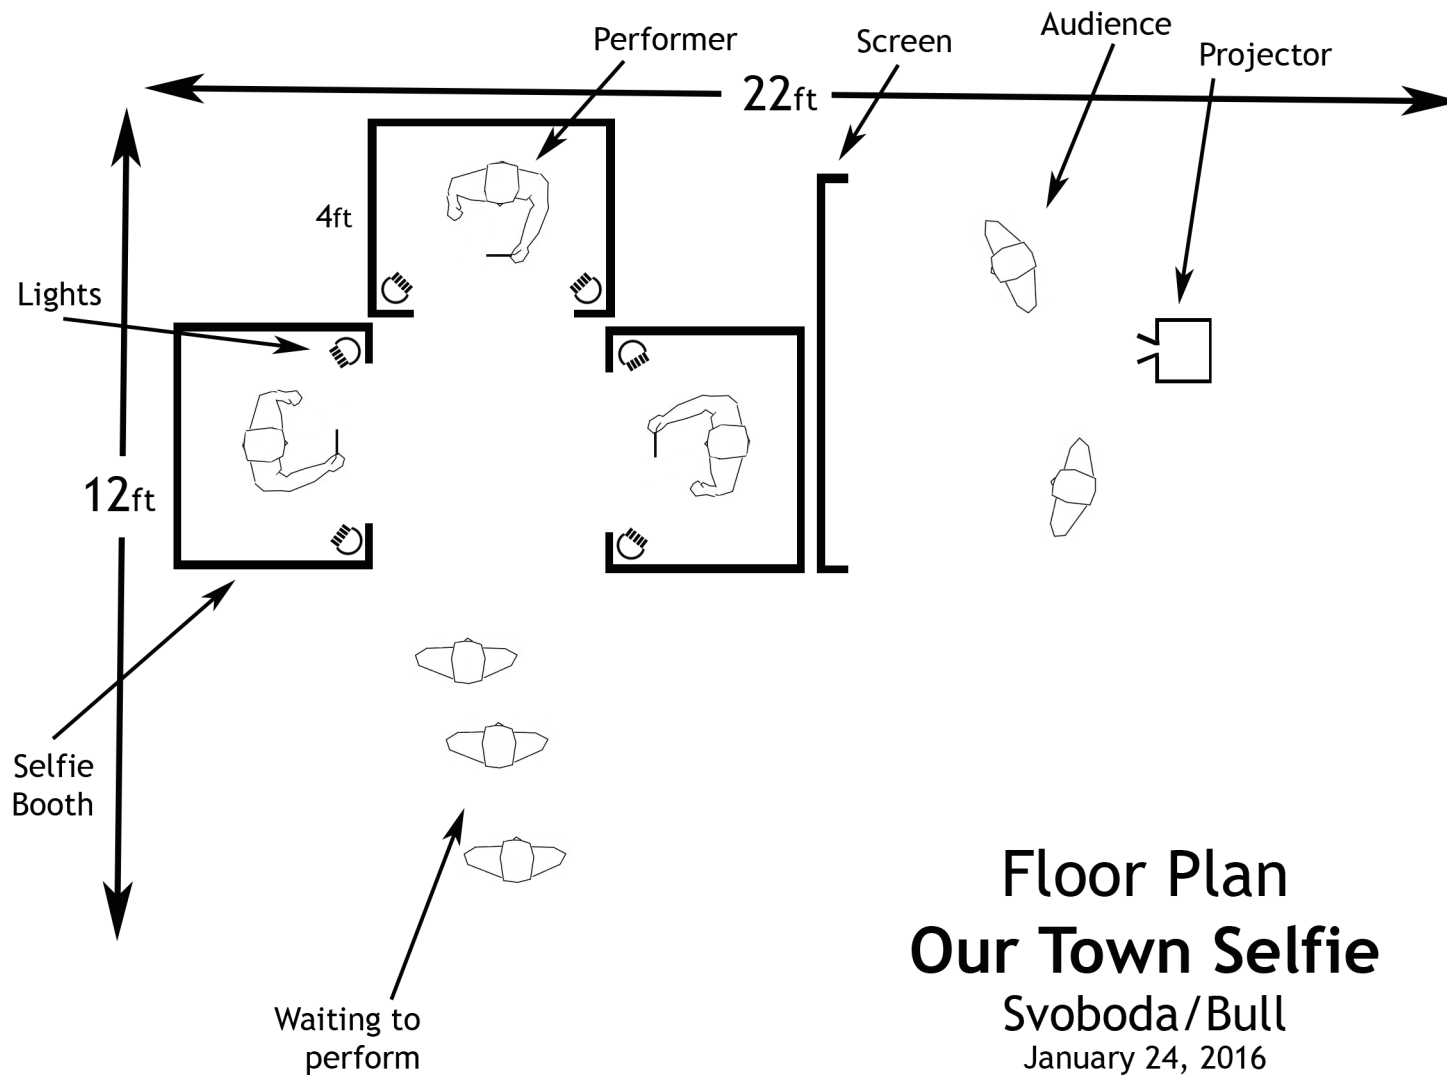 Performer
Screen
Audience
Projector
22ft
4ft
Lights
12ft
Selfie
Booth
Waiting to
perform
Floor Plan
Our Town Selfie
Svoboda/Bull
January 24, 2016